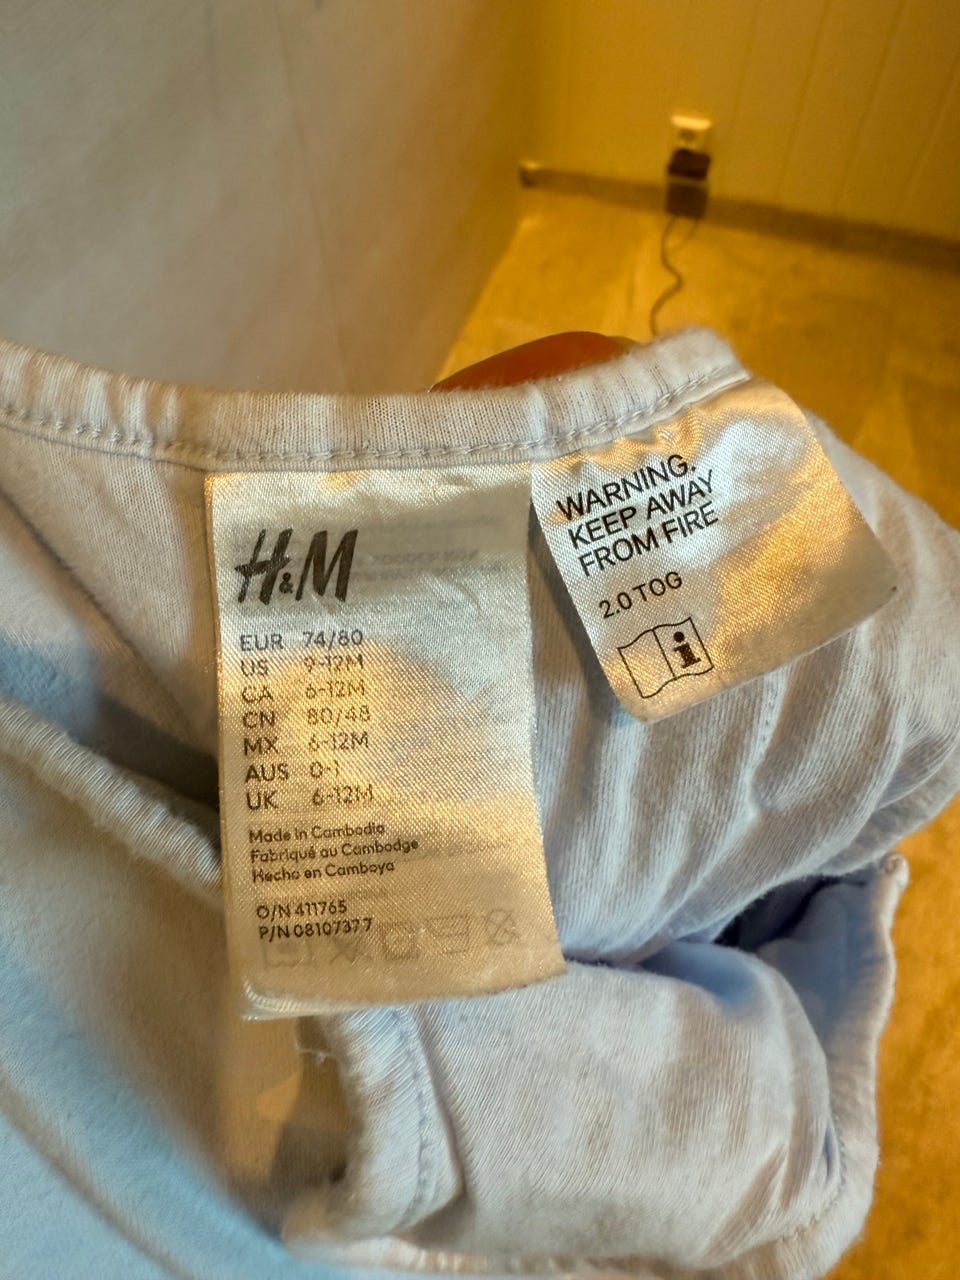 H&M
EUR 74/80
US 9-12M
CA 6-12M
CN 80/48
MX 6-12M
AUS 0-1
UK 6-12M
Made in Cambodia
Fabriqué au Cambodge
Hecho en Camboya
O/N 411765
P/N 08107377
WARNING.
KEEP AWAY
FROM FIRE
2.0 TOG